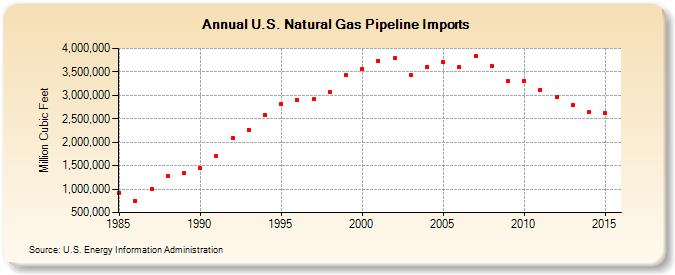 Annual U.S. Natural Gas Pipeline Imports
Million Cubic Feet
4,000,000
3,500,000
3,000,000
2,500,000
2,000,000
1,500,000
1,000,000
500,000
1985 1990 1995 2000 2005 2010 2015
Source: U.S. Energy Information Administration